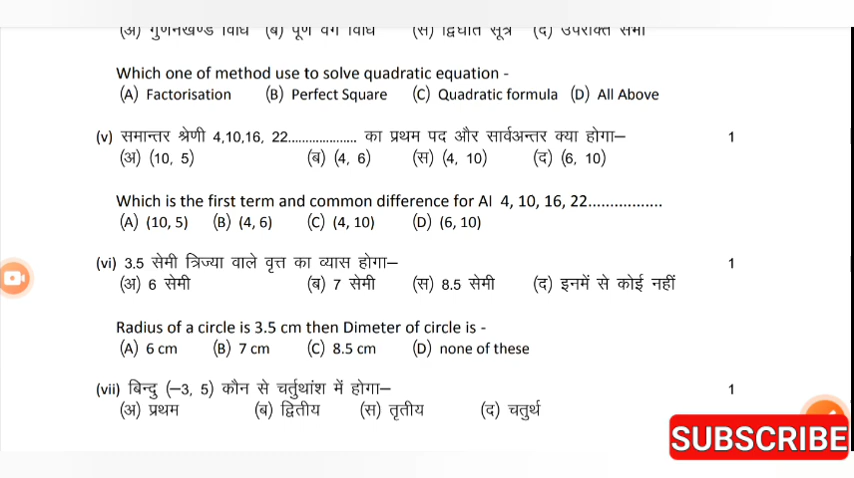 (अ) गुणनखण्ड विधि (ब) पूर्ण वर्ग विधि (स) द्विघात सूत्र (द) उपरोक्त सभी
Which one of method use to solve quadratic equation -
(A) Factorisation (B) Perfect Square (C) Quadratic formula (D) All Above
(v) समान्तर श्रेणी 4,10,16, 22.................... का प्रथम पद और सार्वअन्तर क्या होगा– 1
(अ) (10, 5) (ब) (4, 6) (स) (4, 10) (द) (6, 10)
Which is the first term and common difference for AI 4, 10, 16, 22.................
(A) (10, 5) (B) (4, 6) (C) (4, 10) (D) (6, 10)
(vi) 3.5 सेमी त्रिज्या वाले वृत्त का व्यास होगा– 1
(अ) 6 सेमी (ब) 7 सेमी (स) 8.5 सेमी (द) इनमें से कोई नहीं
Radius of a circle is 3.5 cm then Dimeter of circle is -
(A) 6 cm (B) 7 cm (C) 8.5 cm (D) none of these
(vii) बिन्दु (–3, 5) कौन से चर्तुथांश में होगा– 1
(अ) प्रथम (ब) द्वितीय (स) तृतीय (द) चतुर्थ
SUBSCRIBE